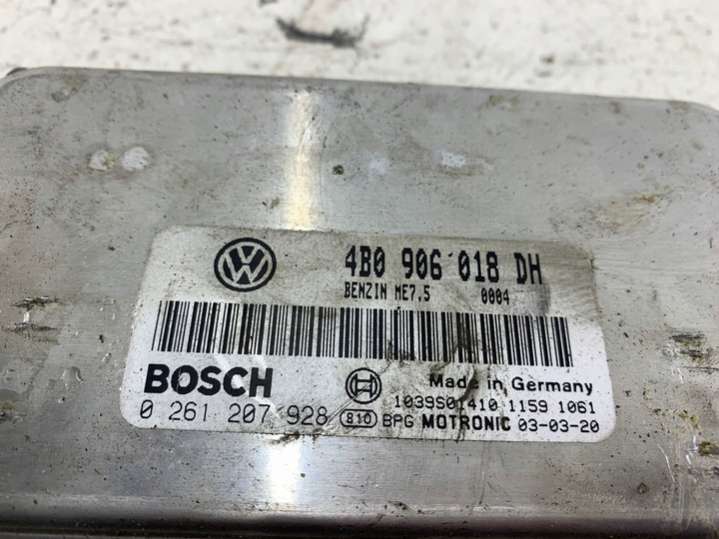 4B0 906 018 DH
BENZIN ME7.5 0004
BOSCH
Made in Germany
1039S01410 1159 1061
0 261 207 928 810 BPG MOTRONIC 03-03-20